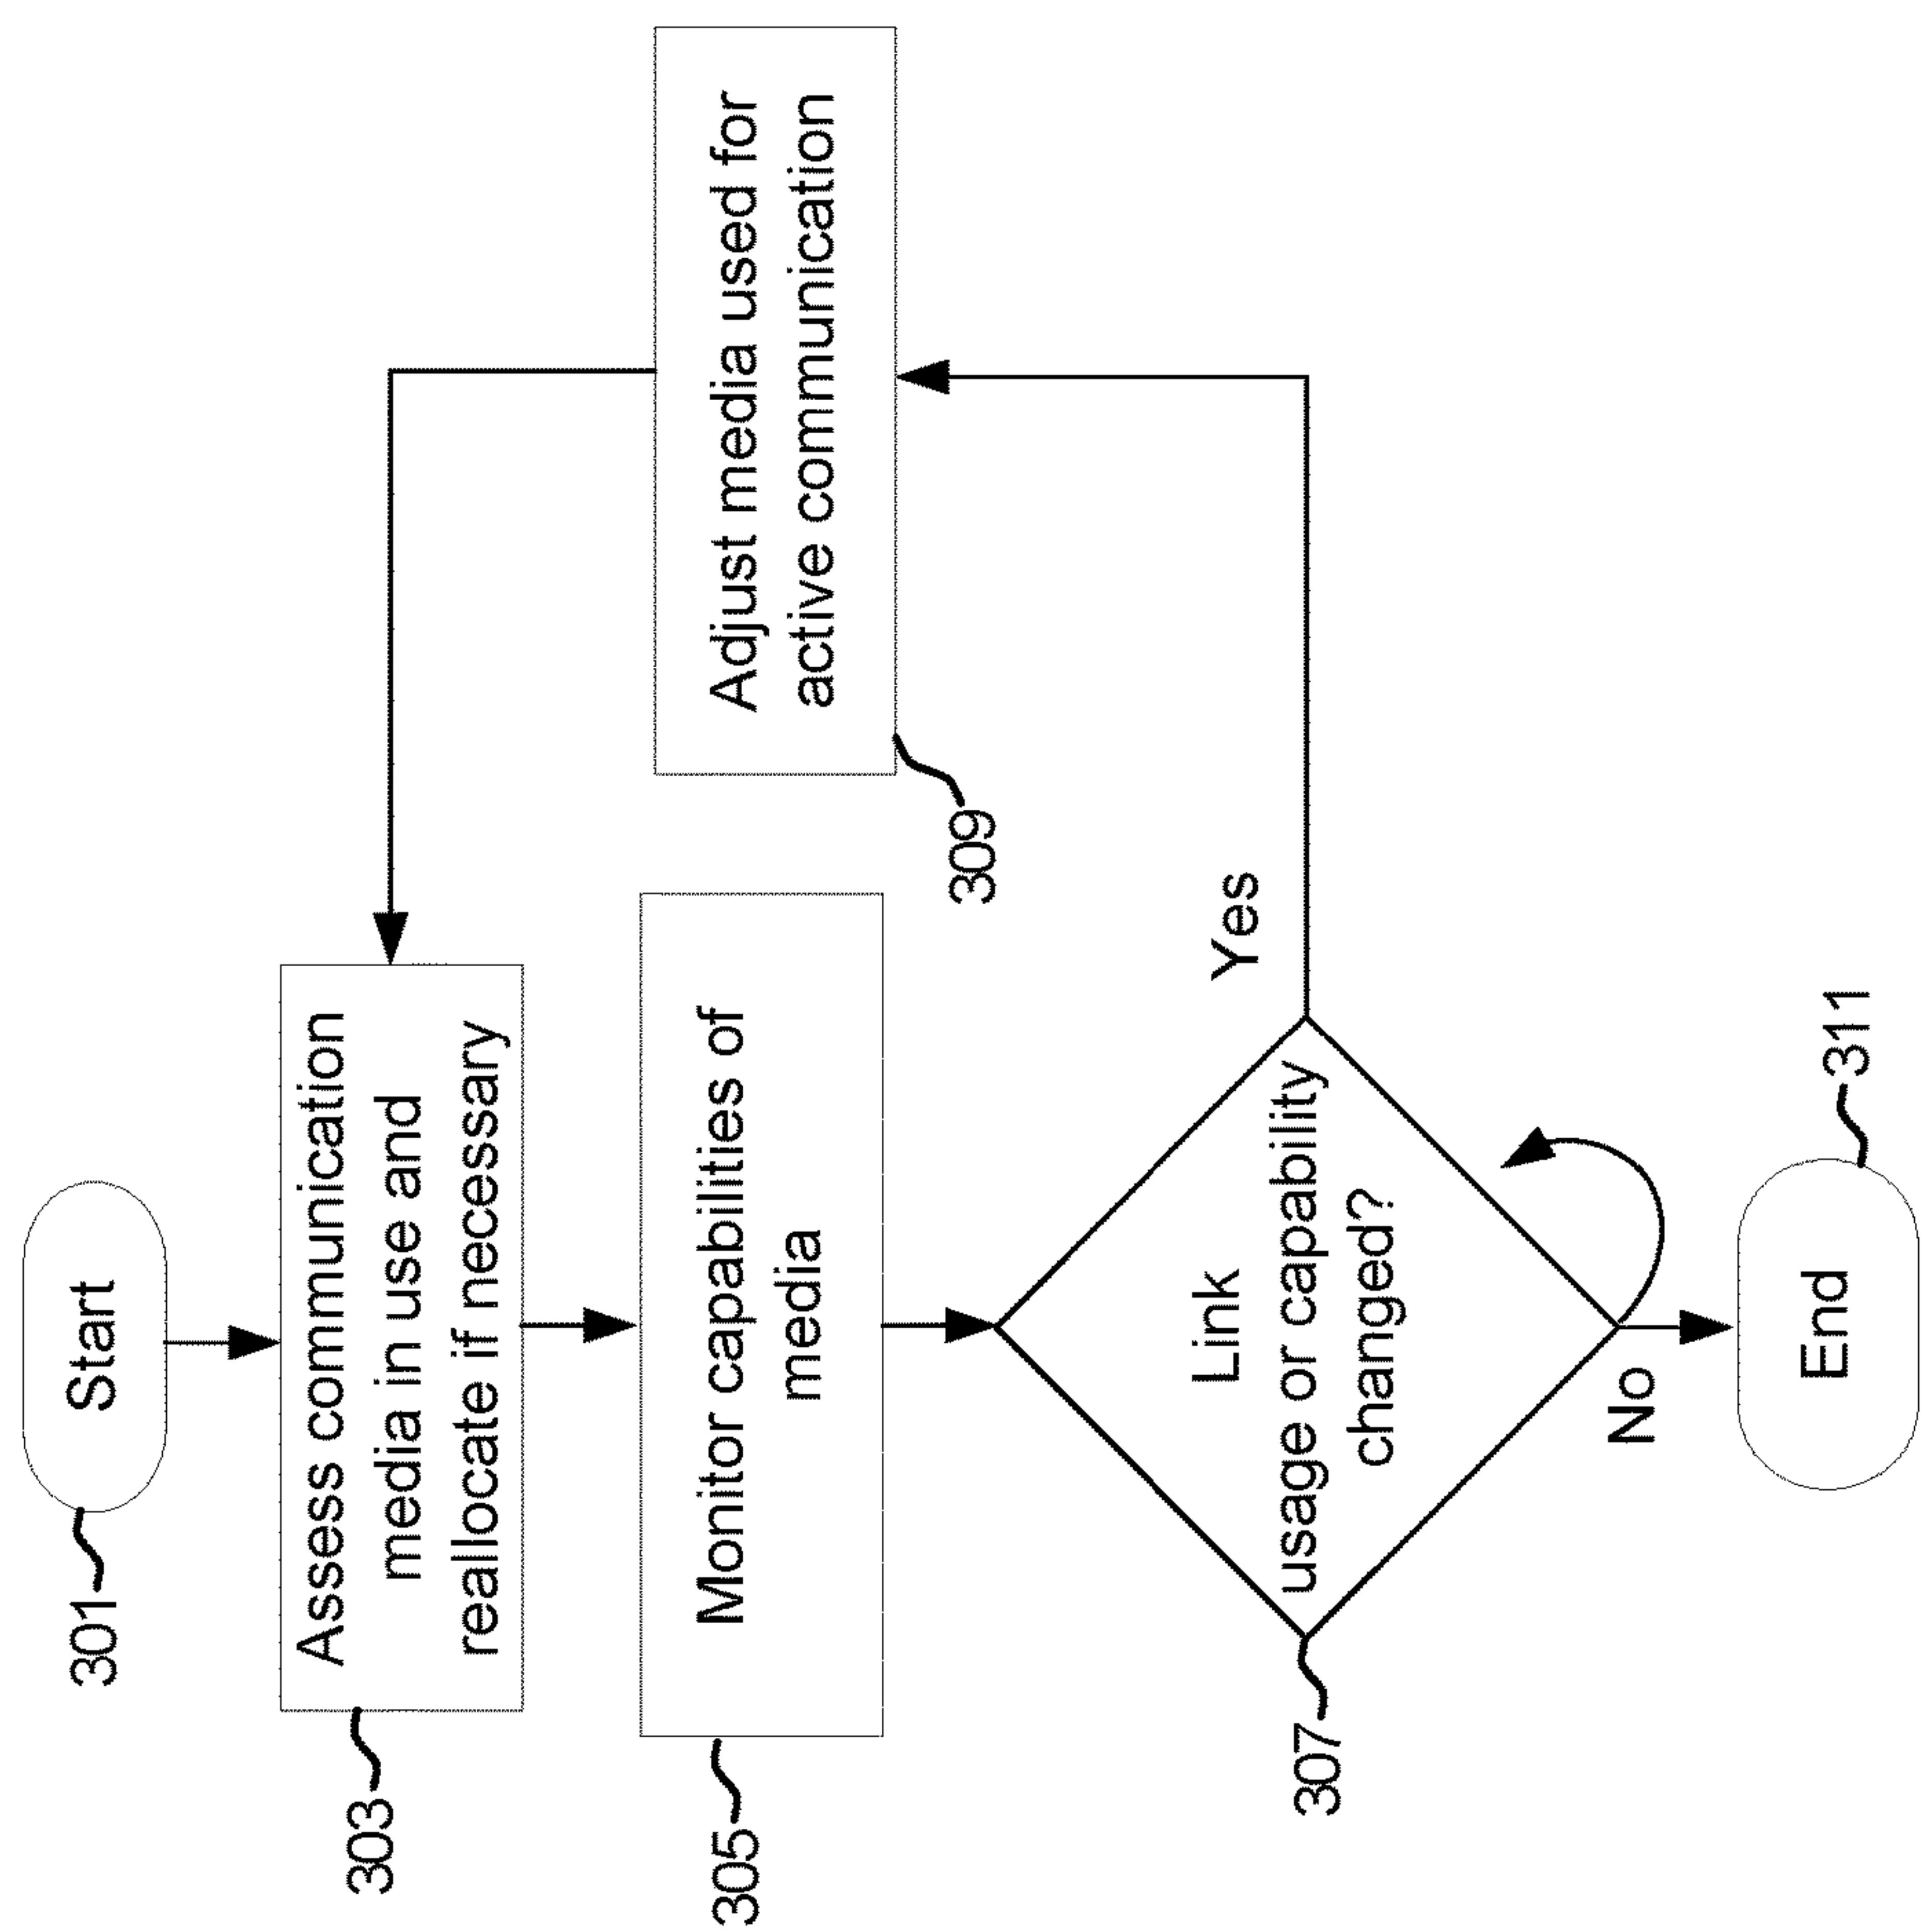 301
Start
303
Assess communication
media in use and
reallocate if necessary
305
Monitor capabilities of
media
307
Link
usage or capability
changed?
Yes
309
Adjust media used for
active communication
No
End
311